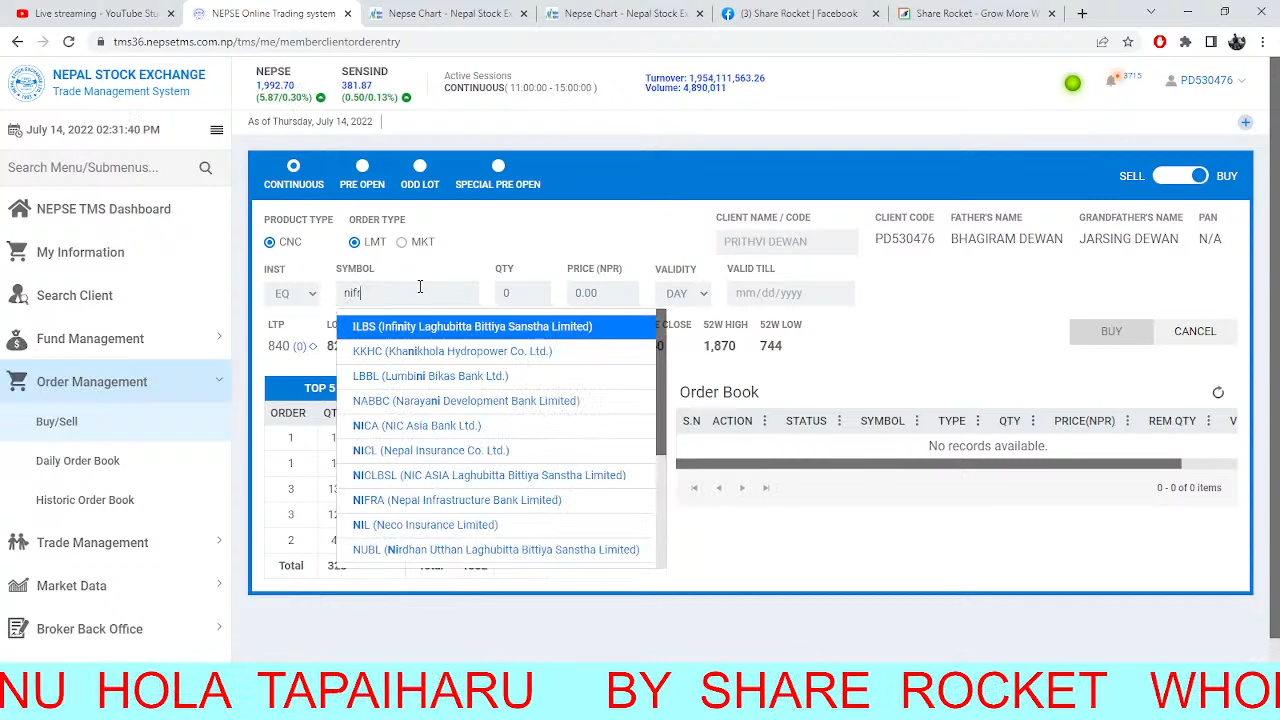 Live streaming - YouTube Stu
NEPSE Online Trading system
Nepse Chart - Nepal Stock Ex
Nepse Chart - Nepal Stock Ex
(3) Share Rocket | Facebook
Share Rocket - Grow More W
tms36.nepsetms.com.np/tms/me/memberclientorderentry
NEPAL STOCK EXCHANGE
Trade Management System
NEPSE
1,992.70
(5.87/0.30%)
SENSIND
381.87
(0.50/0.13%)
Active Sessions
CONTINUOUS( 11:00:00 - 15:00:00 )
Turnover: 1,954,111,563.26
Volume: 4,890,011
3715
PD530476
July 14, 2022 02:31:40 PM
As of Thursday, July 14, 2022
Search Menu/Submenus...
NEPSE TMS Dashboard
My Information
Search Client
Fund Management
Order Management
Buy/Sell
Daily Order Book
Historic Order Book
Trade Management
Market Data
Broker Back Office
CONTINUOUS PRE OPEN ODD LOT SPECIAL PRE OPEN
SELL BUY
PRODUCT TYPE ORDER TYPE
CNC LMT MKT
CLIENT NAME / CODE CLIENT CODE FATHER'S NAME GRANDFATHER'S NAME PAN
PRITHVI DEWAN PD530476 BHAGIRAM DEWAN JARSING DEWAN N/A
INST SYMBOL QTY PRICE (NPR) VALIDITY VALID TILL
EQ nifr 0 0.00 DAY mm/dd/yyyy
LTP E CLOSE 52W HIGH 52W LOW
840 (0) 1,870 744
BUY CANCEL
ILBS (Infinity Laghubitta Bittiya Sanstha Limited)
KKHC (Khanikhola Hydropower Co. Ltd.)
LBBL (Lumbini Bikas Bank Ltd.)
NABBC (Narayani Development Bank Limited)
NICA (NIC Asia Bank Ltd.)
NICL (Nepal Insurance Co. Ltd.)
NICLBSL (NIC ASIA Laghubitta Bittiya Sanstha Limited)
NIFRA (Nepal Infrastructure Bank Limited)
NIL (Neco Insurance Limited)
NUBL (Nirdhan Utthan Laghubitta Bittiya Sanstha Limited)
TOP 5
ORDER
1
1
3
3
2
Total
Order Book
S.N ACTION STATUS SYMBOL TYPE QTY PRICE(NPR) REM QTY V
No records available.
0 - 0 of 0 items
NU HOLA TAPAIHARU BY SHARE ROCKET WHO